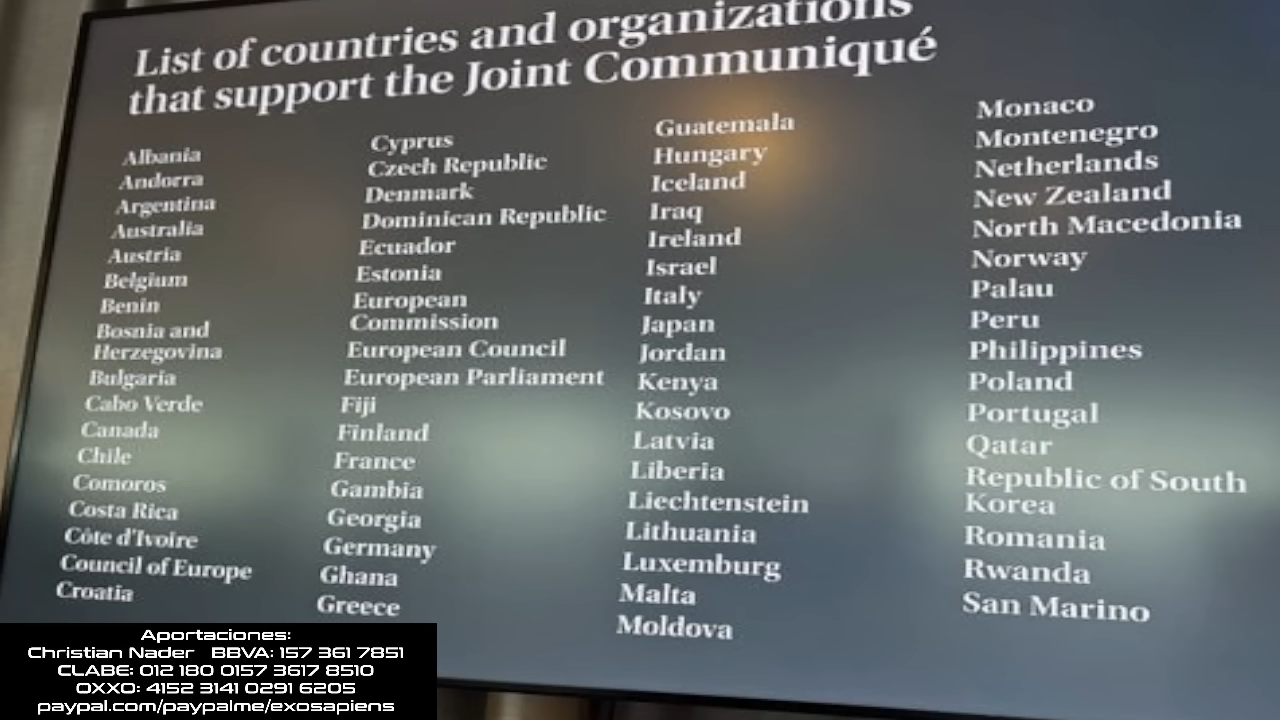 List of countries and organizations
that support the Joint Communiqué
Albania
Andorra
Argentina
Australia
Austria
Belgium
Benin
Bosnia and
Herzegovina
Bulgaria
Cabo Verde
Canada
Chile
Comoros
Costa Rica
Côte d'Ivoire
Council of Europe
Croatia
Cyprus
Czech Republic
Denmark
Dominican Republic
Ecuador
Estonia
European
Commission
European Council
European Parliament
Fiji
Finland
France
Gambia
Georgia
Germany
Ghana
Greece
Guatemala
Hungary
Iceland
Iraq
Ireland
Israel
Italy
Japan
Jordan
Kenya
Kosovo
Latvia
Liberia
Liechtenstein
Lithuania
Luxemburg
Malta
Moldova
Monaco
Montenegro
Netherlands
New Zealand
North Macedonia
Norway
Palau
Peru
Philippines
Poland
Portugal
Qatar
Republic of South
Korea
Romania
Rwanda
San Marino
Aportaciones:
Christian Nader BBVA: 157 361 7851
CLABE: 012 180 0157 3617 8510
OXXO: 4152 3141 0291 6205
paypal.com/paypalme/exosapiens